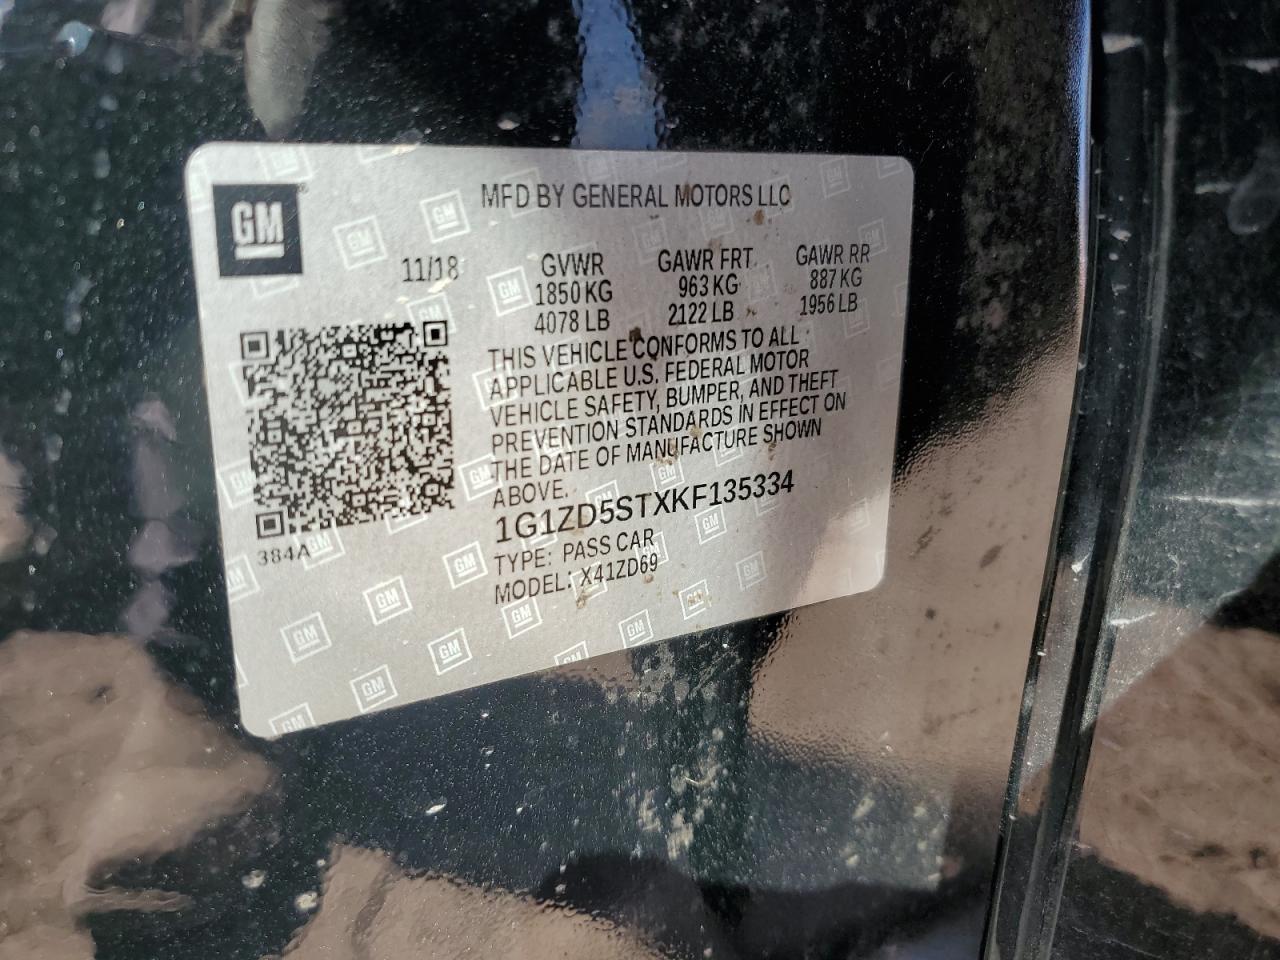 GM
MFD BY GENERAL MOTORS LLC
11/18
GVWR
1850 KG
4078 LB
GAWR FRT
963 KG
2122 LB
GAWR RR
887 KG
1956 LB
THIS VEHICLE CONFORMS TO ALL
APPLICABLE U.S. FEDERAL MOTOR
VEHICLE SAFETY, BUMPER, AND THEFT
PREVENTION STANDARDS IN EFFECT ON
THE DATE OF MANUFACTURE SHOWN
ABOVE.
1G1ZD5STXKF135334
TYPE: PASS CAR
MODEL: X41ZD69
384A